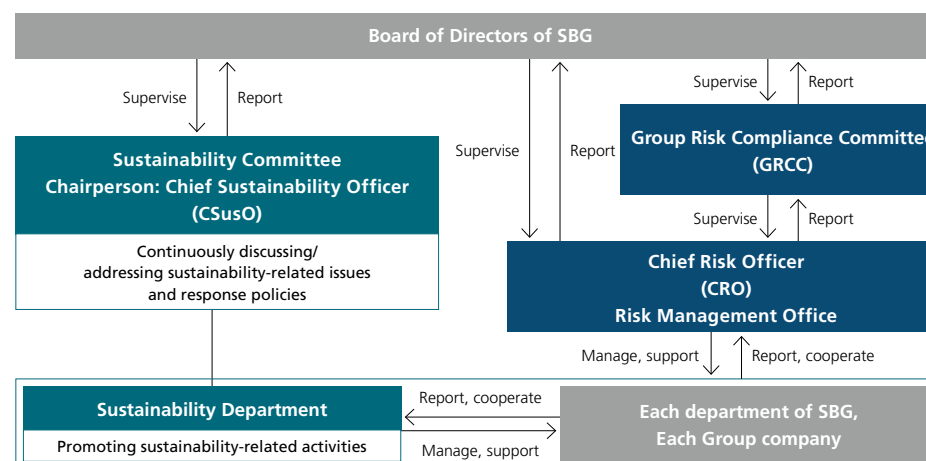 Board of Directors of SBG
Supervise
Report
Supervise
Report
Supervise
Report
Sustainability Committee
Chairperson: Chief Sustainability Officer
(CSusO)
Continuously discussing/
addressing sustainability-related issues
and response policies
Group Risk Compliance Committee
(GRCC)
Supervise
Report
Chief Risk Officer
(CRO)
Risk Management Office
Manage, support
Report, cooperate
Sustainability Department
Promoting sustainability-related activities
Report, cooperate
Manage, support
Each department of SBG,
Each Group company